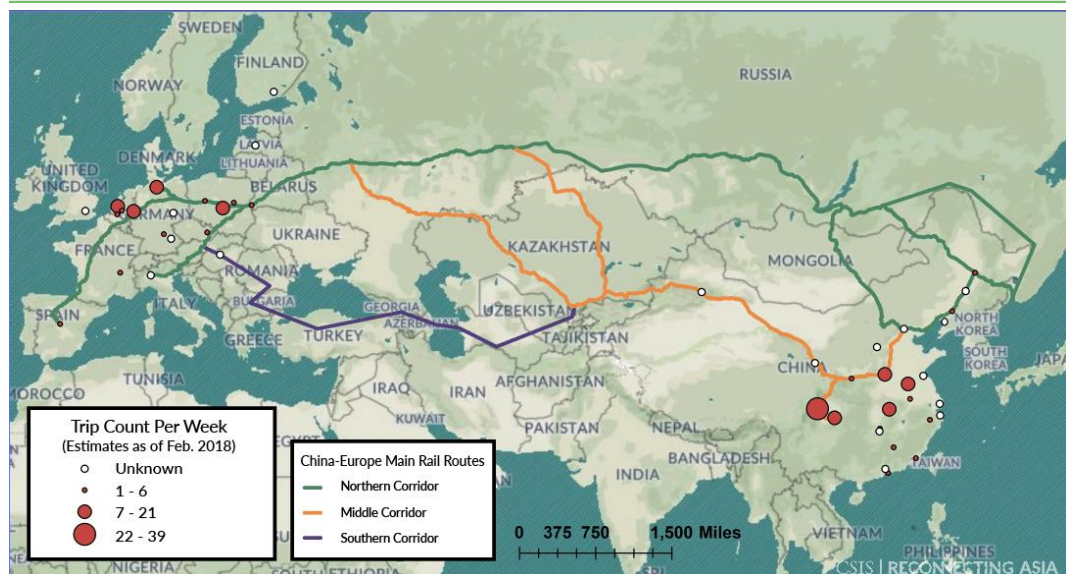 SWEDEN
FINLAND
NORWAY
RUSSIA
ESTONIA
LATVIA
DENMARK
LITHUANIA
UNITED
KINGDOM
BELARUS
GERMANY
UKRAINE
FRANCE
KAZAKHSTAN
MONGOLIA
ROMANIA
ITALY
BULGARIA
GEORGIA
UZBEKISTAN
SPAIN
AZERBAIJAN
NORTH
KOREA
GREECE
TURKEY
TAJIKISTAN
SOUTH
KOREA
JAPA
CHINA
TUNISIA
MOROCCO
IRAQ
IRAN
AFGHANISTAN
KUWAIT
PAKISTAN
NEPAL
BANGLADESH
TAIWAN
INDIA
VIETNAM
PHILIPPINES
NIGERIA
SOUTH
ETHIOPIA
Trip Count Per Week
(Estimates as of Feb. 2018)
Unknown
1 - 6
7 - 21
22 - 39
China-Europe Main Rail Routes
Northern Corridor
Middle Corridor
Southern Corridor
0 375 750 1,500 Miles
CSIS | RECONNECTING ASIA